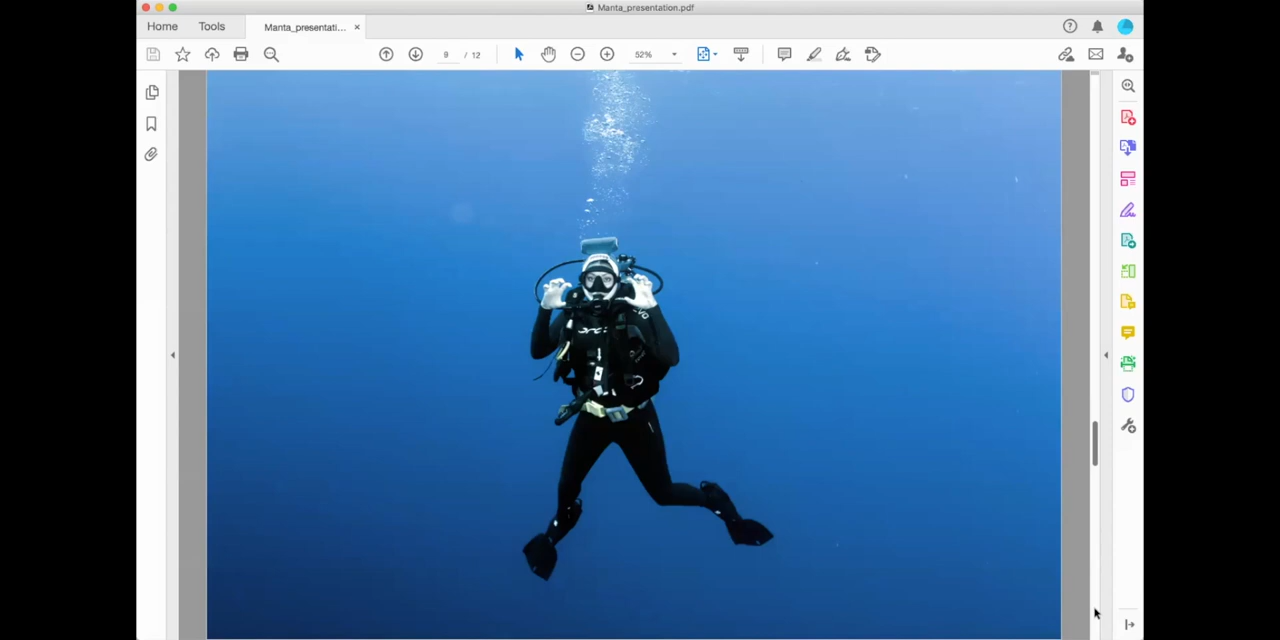 Manta_presentation.pdf
Home
Tools
Manta_presentati...
9 / 12
52%